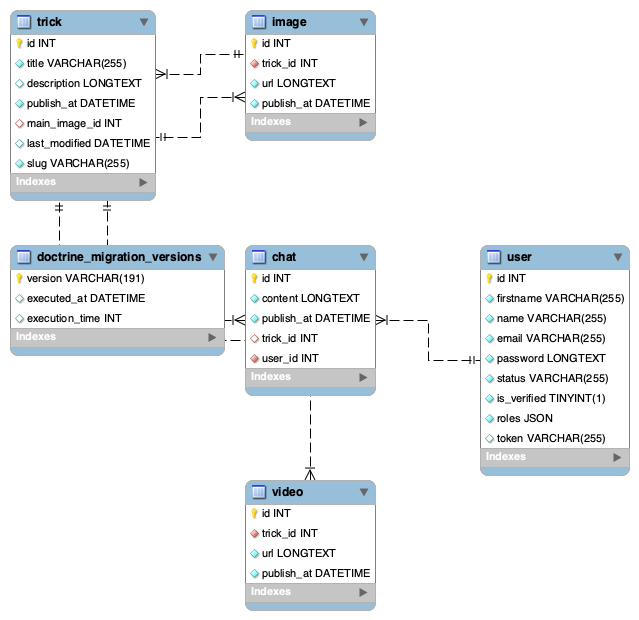 trick
id INT
title VARCHAR(255)
description LONGTEXT
publish_at DATETIME
main_image_id INT
last_modified DATETIME
slug VARCHAR(255)
Indexes
image
id INT
trick_id INT
url LONGTEXT
publish_at DATETIME
Indexes
doctrine_migration_versions
version VARCHAR(191)
executed_at DATETIME
execution_time INT
Indexes
chat
id INT
content LONGTEXT
publish_at DATETIME
trick_id INT
user_id INT
Indexes
user
id INT
firstname VARCHAR(255)
name VARCHAR(255)
email VARCHAR(255)
password LONGTEXT
status VARCHAR(255)
is_verified TINYINT(1)
roles JSON
token VARCHAR(255)
Indexes
video
id INT
trick_id INT
url LONGTEXT
publish_at DATETIME
Indexes